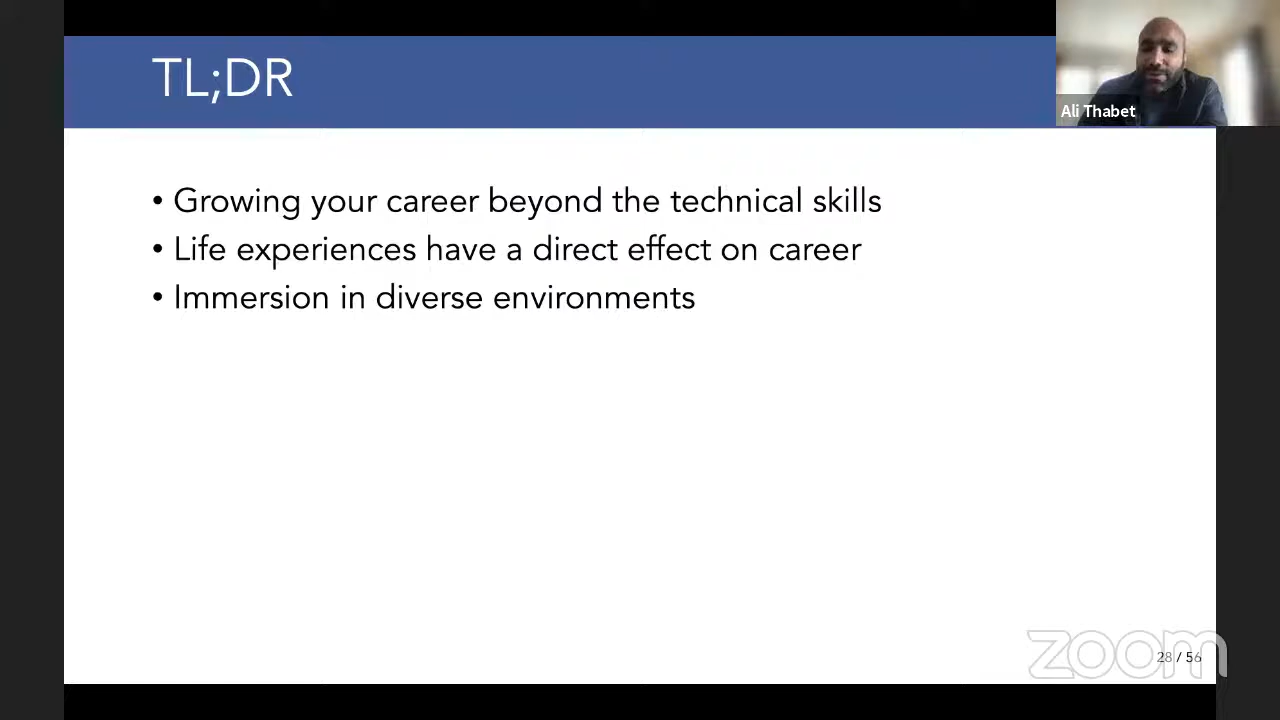 TL;DR
Ali Thabet
• Growing your career beyond the technical skills
• Life experiences have a direct effect on career
• Immersion in diverse environments
zoom
28 / 56